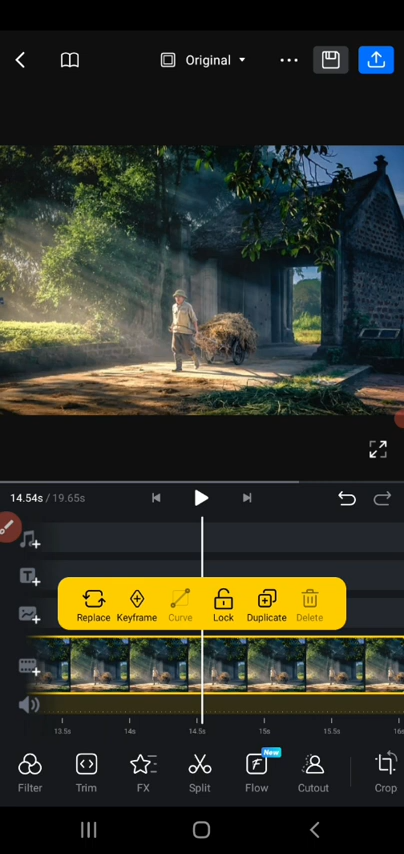 Original
14.54s / 19.65s
T
Replace Keyframe Curve Lock Duplicate Delete
13.5s 14s 14.5s 15s 15.5s 16s
New
Filter Trim FX Split Flow Cutout Crop